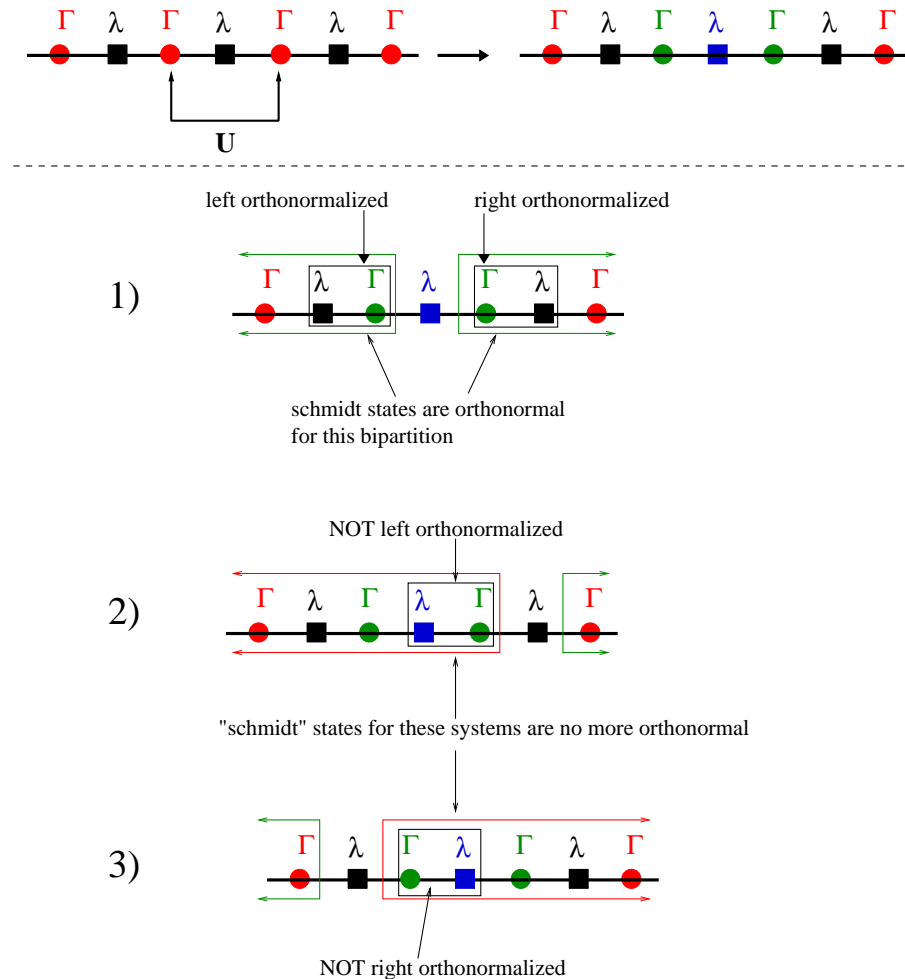 Γ λ Γ λ Γ λ Γ Γ λ Γ λ Γ λ Γ
U
left orthonormalized right orthonormalized
1)
Γ λ Γ λ Γ λ Γ
schmidt states are orthonormal
for this bipartition
NOT left orthonormalized
2)
Γ λ Γ λ Γ λ Γ
"schmidt" states for these systems are no more orthonormal
3)
Γ λ Γ λ Γ λ Γ
NOT right orthonormalized